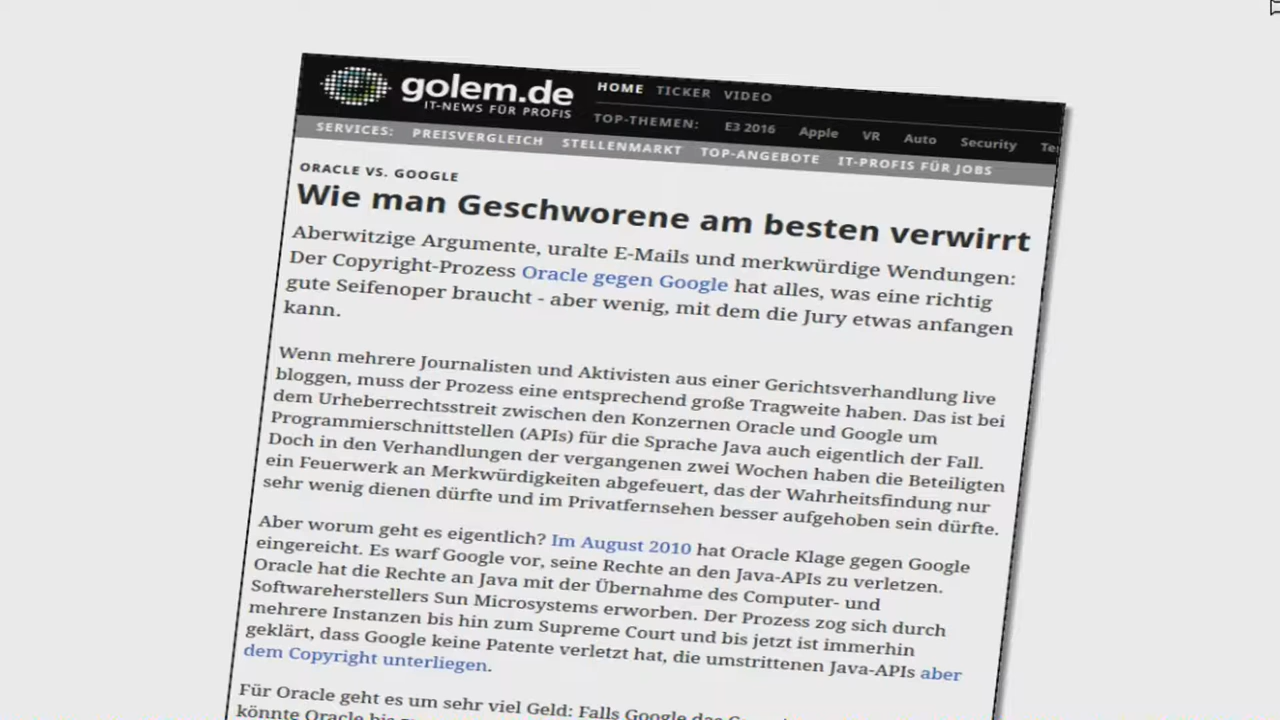 golem.de
IT-NEWS FÜR PROFIS
HOME TICKER VIDEO
TOP-THEMEN: E3 2016 Apple VR Auto Security
SERVICES: PREISVERGLEICH STELLENMARKT TOP-ANGEBOTE IT-PROFIS FÜR JOBS
ORACLE VS. GOOGLE
Wie man Geschworene am besten verwirrt
Aberwitzige Argumente, uralte E-Mails und merkwürdige Wendungen:
Der Copyright-Prozess Oracle gegen Google hat alles, was eine richtig
gute Seifenoper braucht - aber wenig, mit dem die Jury etwas anfangen
kann.
Wenn mehrere Journalisten und Aktivisten aus einer Gerichtsverhandlung live
bloggen, muss der Prozess eine entsprechend große Tragweite haben. Das ist bei
dem Urheberrechtsstreit zwischen den Konzernen Oracle und Google um
Programmierschnittstellen (APIs) für die Sprache Java auch eigentlich der Fall.
Doch in den Verhandlungen der vergangenen zwei Wochen haben die Beteiligten
ein Feuerwerk an Merkwürdigkeiten abgefeuert, das der Wahrheitsfindung nur
sehr wenig dienen dürfte und im Privatfernsehen besser aufgehoben sein dürfte.
Aber worum geht es eigentlich? Im August 2010 hat Oracle Klage gegen Google
eingereicht. Es warf Google vor, seine Rechte an den Java-APIs zu verletzen.
Oracle hat die Rechte an Java mit der Übernahme des Computer- und
Softwareherstellers Sun Microsystems erworben. Der Prozess zog sich durch
mehrere Instanzen bis hin zum Supreme Court und bis jetzt ist immerhin
geklärt, dass Google keine Patente verletzt hat, die umstrittenen Java-APIs aber
dem Copyright unterliegen.
Für Oracle geht es um sehr viel Geld: Falls Google das
könnte Oracle bis